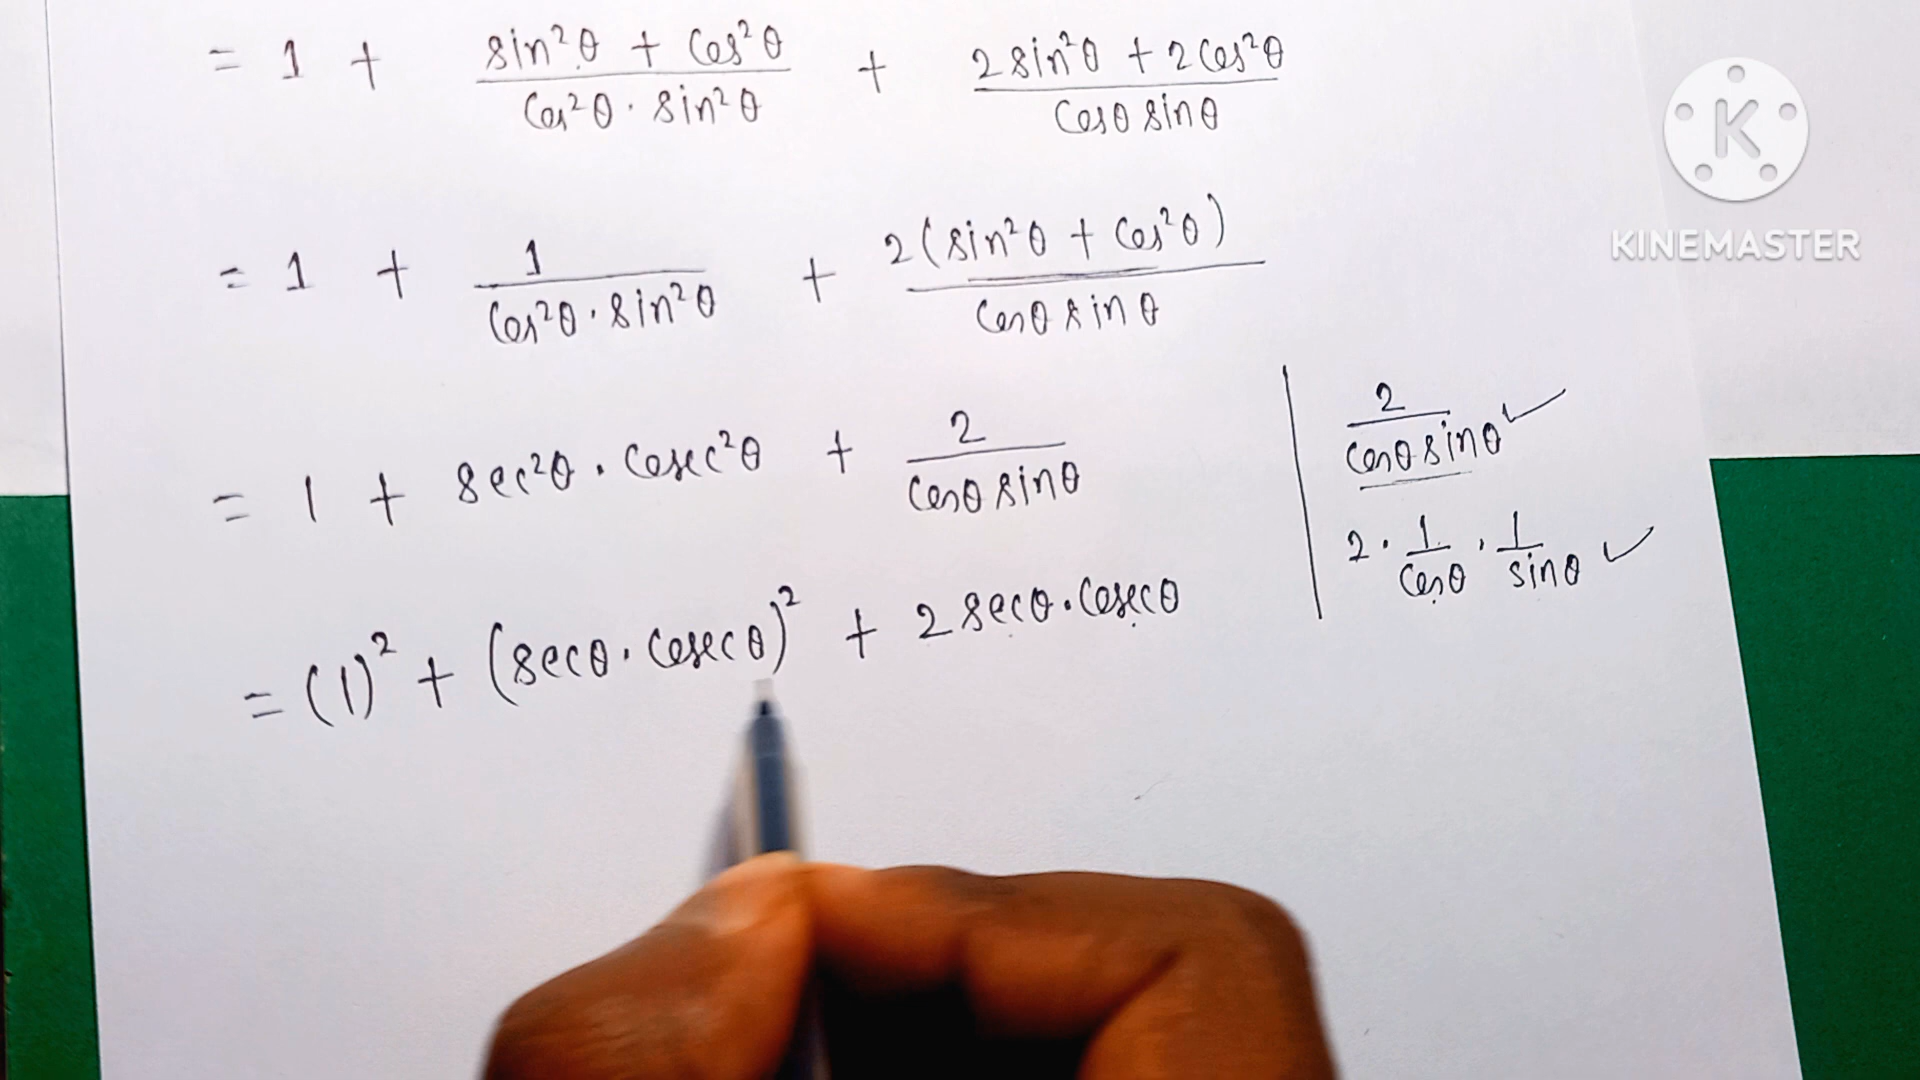 = 1 + (sin²θ + cos²θ)/(cos²θ · sin²θ) + (2sin²θ + 2cos²θ)/(cosθ sinθ)
= 1 + 1/(cos²θ · sin²θ) + 2(sin²θ + cos²θ)/(cosθ sinθ)
= 1 + sec²θ · cosec²θ + 2/(cosθ sinθ)
= (1)² + (secθ · cosecθ)² + 2 secθ · cosecθ
2/(cosθ sinθ) ✓
2 · 1/cosθ · 1/sinθ ✓
K
KINEMASTER